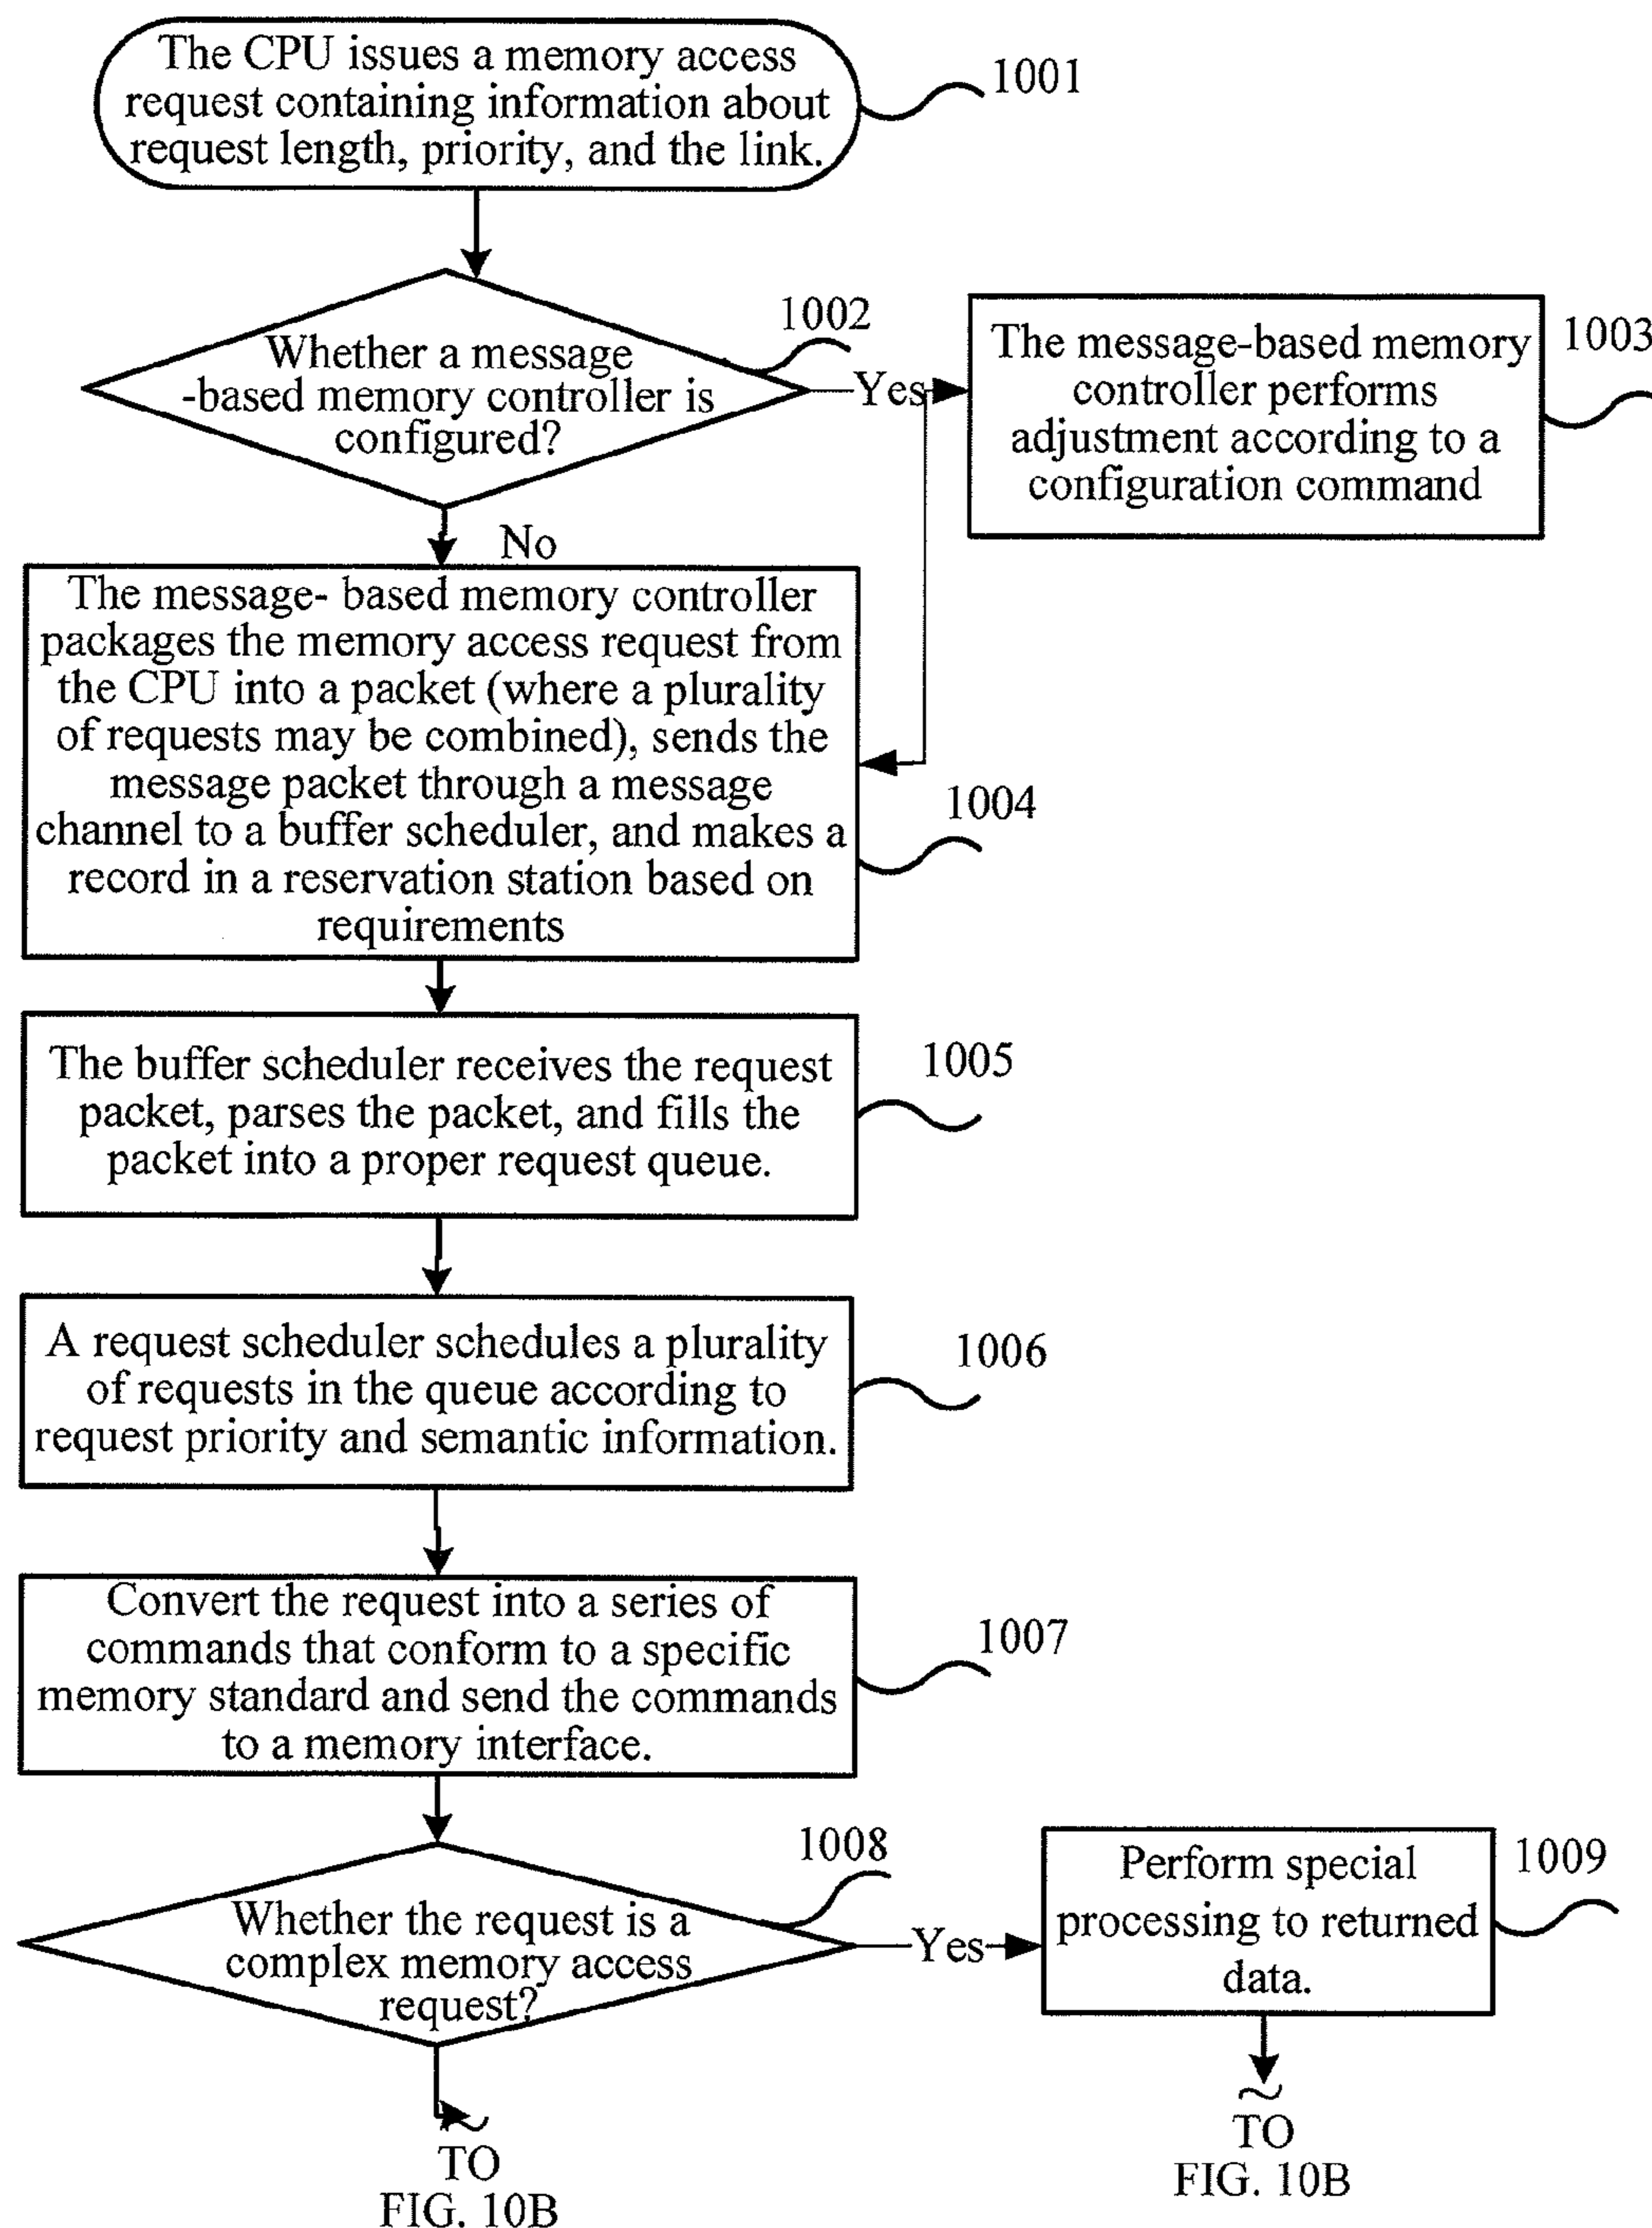 The CPU issues a memory access
request containing information about
request length, priority, and the link.
1001
1002
Whether a message
-based memory controller is
configured?
Yes
The message-based memory
controller performs
adjustment according to a
configuration command
1003
No
The message- based memory controller
packages the memory access request from
the CPU into a packet (where a plurality
of requests may be combined), sends the
message packet through a message
channel to a buffer scheduler, and makes a
record in a reservation station based on
requirements
1004
The buffer scheduler receives the request
packet, parses the packet, and fills the
packet into a proper request queue.
1005
A request scheduler schedules a plurality
of requests in the queue according to
request priority and semantic information.
1006
Convert the request into a series of
commands that conform to a specific
memory standard and send the commands
to a memory interface.
1007
1008
Whether the request is a
complex memory access
request?
Yes
Perform special
processing to returned
data.
1009
TO
FIG. 10B
TO
FIG. 10B